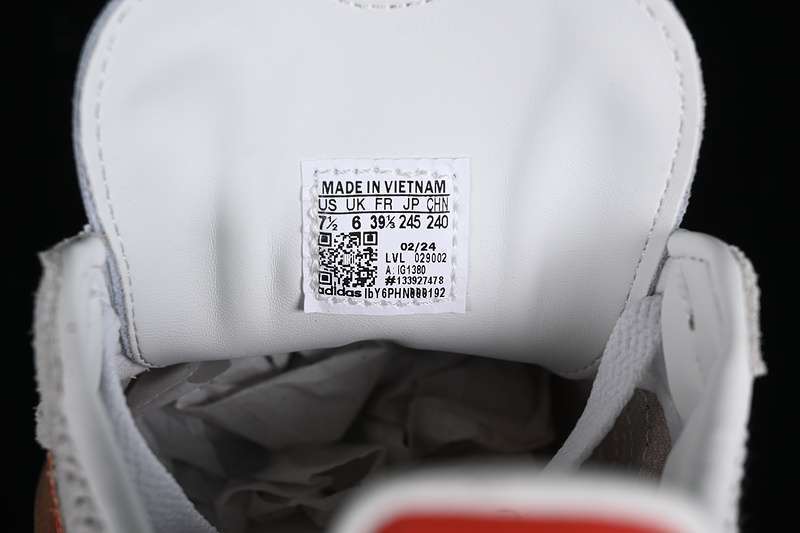 MADE IN VIETNAM
US UK FR JP CHN
7½ 6 39⅓ 245 240
02/24
LVL 029002
A. IG1380
#133927478
adidas